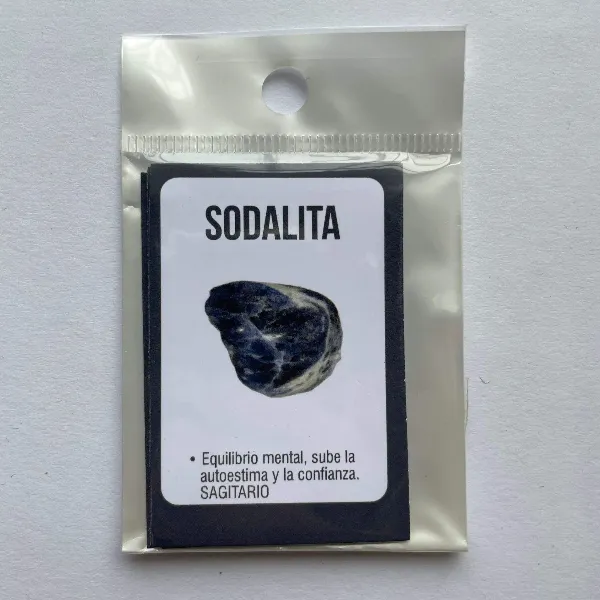 SODALITA
• Equilibrio mental, sube la
autoestima y la confianza.
SAGITARIO